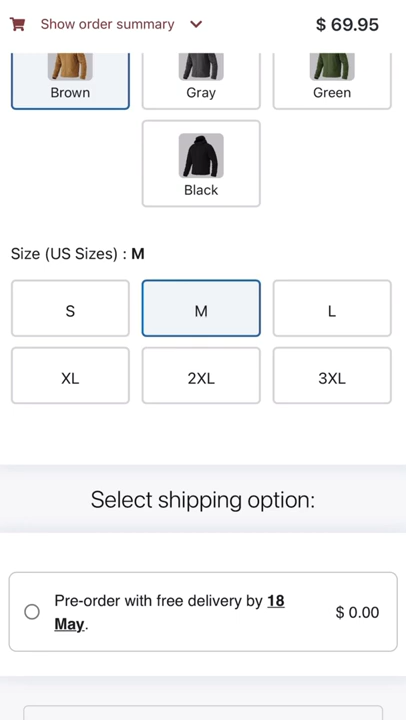 Show order summary
$ 69.95
Brown
Gray
Green
Black
Size (US Sizes) : M
S
M
L
XL
2XL
3XL
Select shipping option:
Pre-order with free delivery by 18
May.
$ 0.00